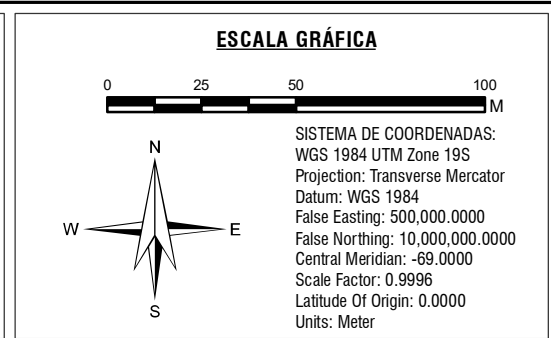 ESCALA GRÁFICA
0 25 50 100
M
SISTEMA DE COORDENADAS:
WGS 1984 UTM Zone 19S
Projection: Transverse Mercator
Datum: WGS 1984
False Easting: 500,000.0000
False Northing: 10,000,000.0000
Central Meridian: -69.0000
Scale Factor: 0.9996
Latitude Of Origin: 0.0000
Units: Meter
N
W E
S